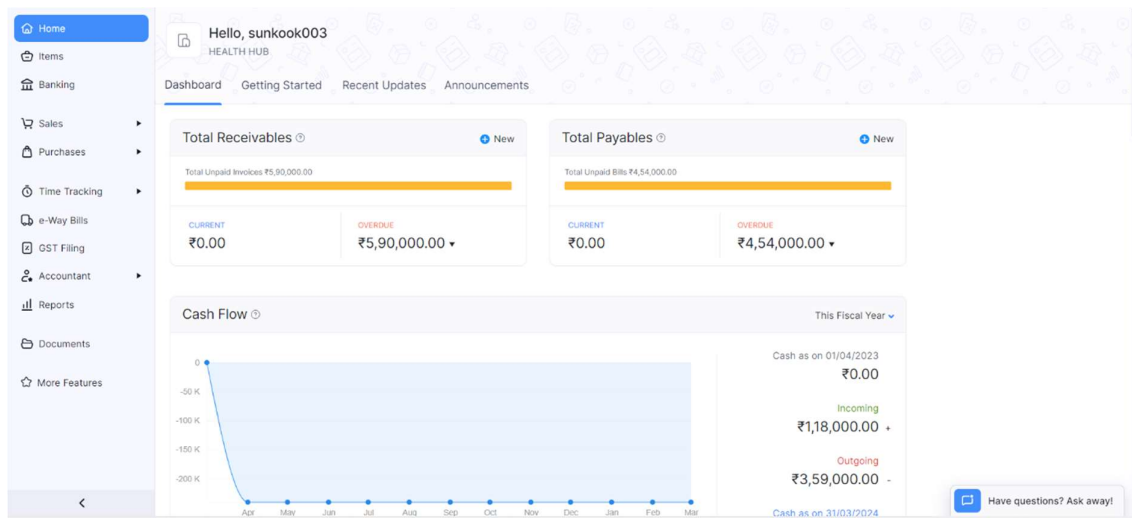 Home
Items
Banking
Sales
Purchases
Time Tracking
e-Way Bills
GST Filing
Accountant
Reports
Documents
More Features
Hello, sunkook003
HEALTH HUB
Dashboard Getting Started Recent Updates Announcements
Total Receivables
New
Total Unpaid Invoices ₹5,90,000.00
CURRENT
₹0.00
OVERDUE
₹5,90,000.00
Total Payables
New
Total Unpaid Bills ₹4,54,000.00
CURRENT
₹0.00
OVERDUE
₹4,54,000.00
Cash Flow
This Fiscal Year
0
-50 K
-100 K
-150 K
-200 K
Apr May Jun Jul Aug Sep Oct Nov Dec Jan Feb Mar
Cash as on 01/04/2023
₹0.00
Incoming
₹1,18,000.00 +
Outgoing
₹3,59,000.00 -
Cash as on 31/03/2024
Have questions? Ask away!